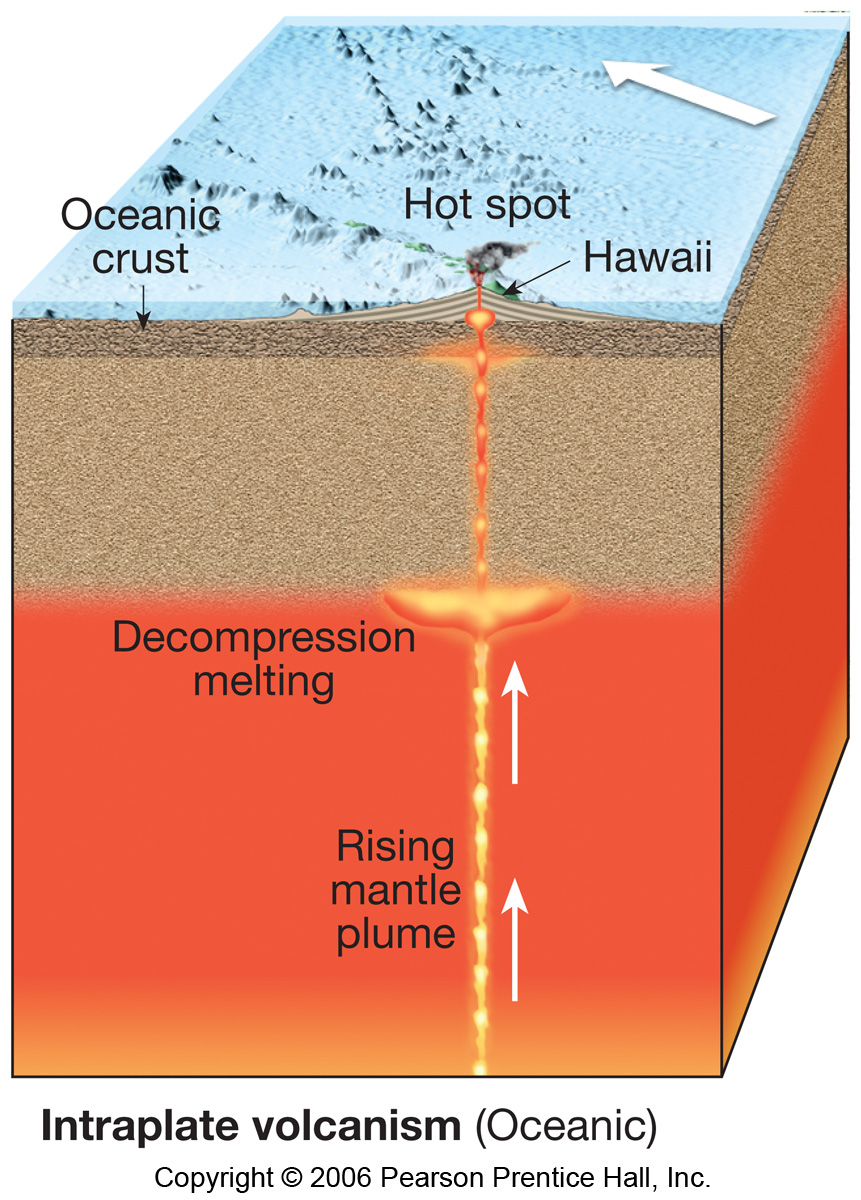 Hot spot
Oceanic
crust
Hawaii
Decompression
melting
Rising
mantle
plume
Intraplate volcanism (Oceanic)
Copyright © 2006 Pearson Prentice Hall, Inc.